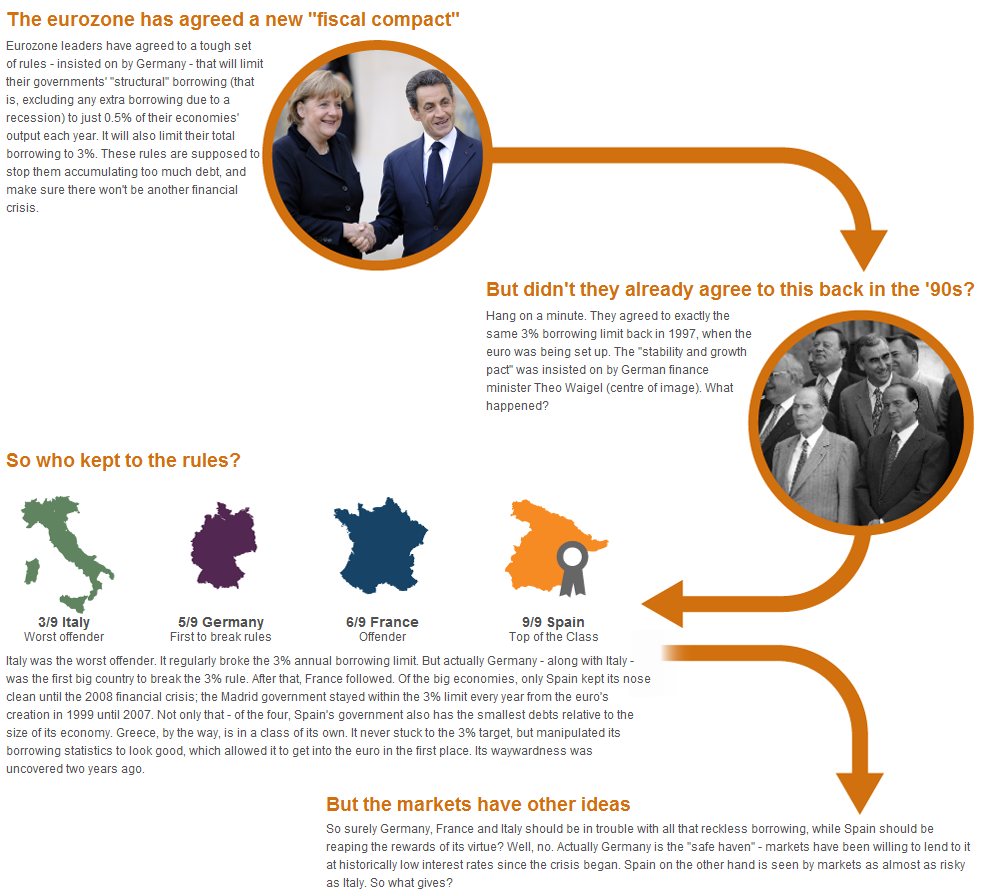 The eurozone has agreed a new "fiscal compact"
Eurozone leaders have agreed to a tough set
of rules - insisted on by Germany - that will limit
their governments' "structural" borrowing (that
is, excluding any extra borrowing due to a
recession) to just 0.5% of their economies'
output each year. It will also limit their total
borrowing to 3%. These rules are supposed to
stop them accumulating too much debt, and
make sure there won't be another financial
crisis.
But didn't they already agree to this back in the '90s?
Hang on a minute. They agreed to exactly the
same 3% borrowing limit back in 1997, when the
euro was being set up. The "stability and growth
pact" was insisted on by German finance
minister Theo Waigel (centre of image). What
happened?
So who kept to the rules?
3/9 Italy
Worst offender
5/9 Germany
First to break rules
6/9 France
Offender
9/9 Spain
Top of the Class
Italy was the worst offender. It regularly broke the 3% annual borrowing limit. But actually Germany - along with Italy -
was the first big country to break the 3% rule. After that, France followed. Of the big economies, only Spain kept its nose
clean until the 2008 financial crisis; the Madrid government stayed within the 3% limit every year from the euro's
creation in 1999 until 2007. Not only that - of the four, Spain's government also has the smallest debts relative to the
size of its economy. Greece, by the way, is in a class of its own. It never stuck to the 3% target, but manipulated its
borrowing statistics to look good, which allowed it to get into the euro in the first place. Its waywardness was
uncovered two years ago.
But the markets have other ideas
So surely Germany, France and Italy should be in trouble with all that reckless borrowing, while Spain should be
reaping the rewards of its virtue? Well, no. Actually Germany is the "safe haven" - markets have been willing to lend to it
at historically low interest rates since the crisis began. Spain on the other hand is seen by markets as almost as risky
as Italy. So what gives?